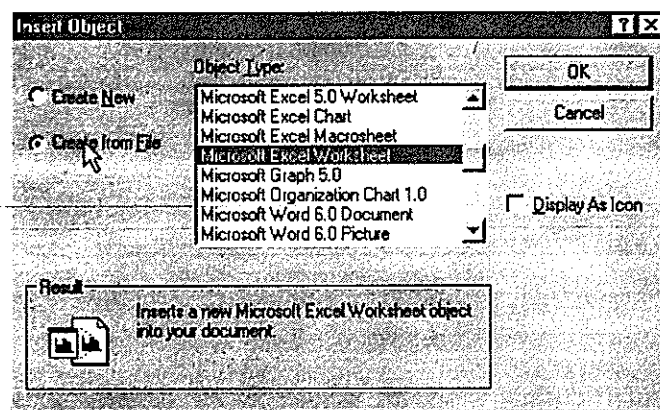 Insert Object
Object Type:
Create New
Create from File
Microsoft Excel 5.0 Worksheet
Microsoft Excel Chart
Microsoft Excel Macrosheet
Microsoft Excel Worksheet
Microsoft Graph 5.0
Microsoft Organization Chart 1.0
Microsoft Word 6.0 Document
Microsoft Word 6.0 Picture
OK
Cancel
Display As Icon
Result
Inserts a new Microsoft Excel Worksheet object
into your document.